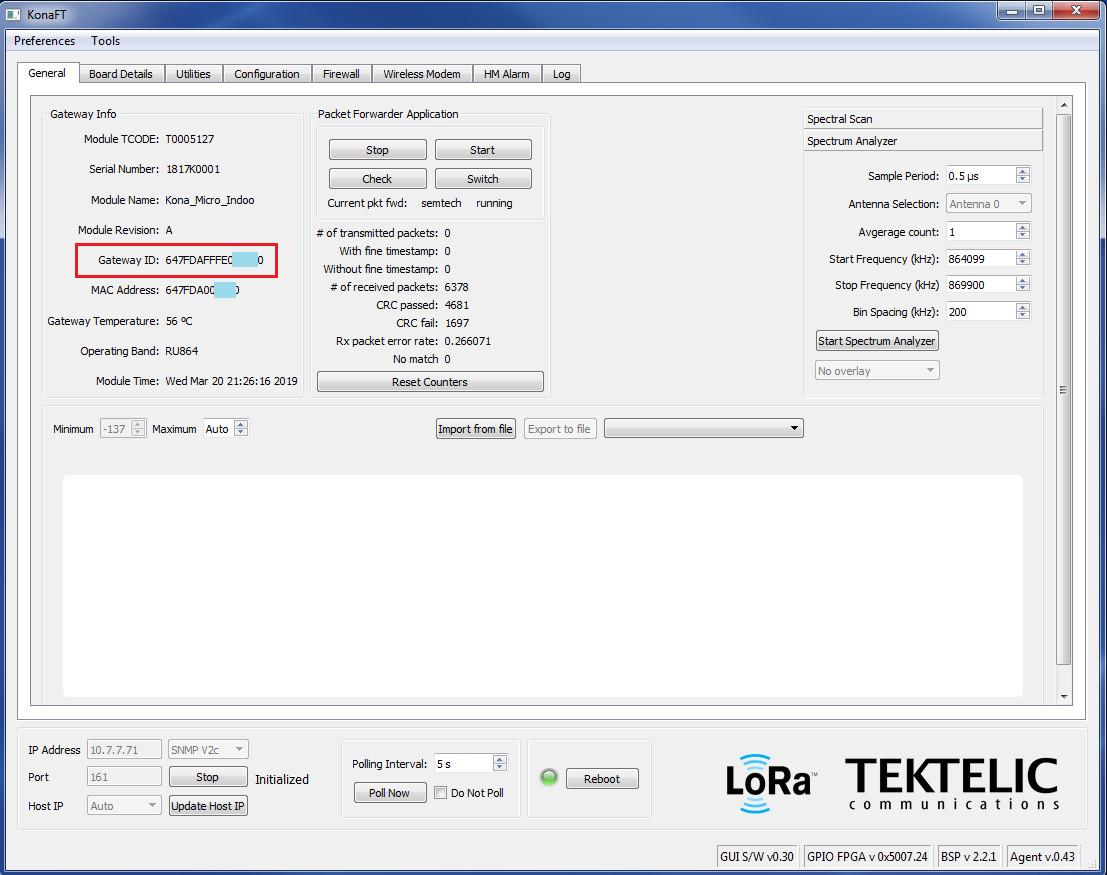 KonaFT
Preferences Tools
General Board Details Utilities Configuration Firewall Wireless Modem HM Alarm Log
Gateway Info
Module TCODE: T0005127
Serial Number: 1817K0001
Module Name: Kona_Micro_Indoo
Module Revision: A
Gateway ID: 647FDAFFFE0 0
MAC Address: 647FDA00 0
Gateway Temperature: 56 ºC
Operating Band: RU864
Module Time: Wed Mar 20 21:26:16 2019
Packet Forwarder Application
Stop Start
Check Switch
Current pkt fwd: semtech running
# of transmitted packets: 0
With fine timestamp: 0
Without fine timestamp: 0
# of received packets: 6378
CRC passed: 4681
CRC fail: 1697
Rx packet error rate: 0.266071
No match 0
Reset Counters
Spectral Scan
Spectrum Analyzer
Sample Period: 0.5 µs
Antenna Selection: Antenna 0
Avgerage count: 1
Start Frequency (kHz): 864099
Stop Frequency (kHz) 869900
Bin Spacing (kHz): 200
Start Spectrum Analyzer
No overlay
Minimum -137 Maximum Auto Import from file Export to file
IP Address 10.7.7.71 SNMP V2c
Port 161 Stop Initialized
Host IP Auto Update Host IP
Polling Interval: 5 s
Poll Now Do Not Poll
Reboot
LoRa™
TEKTELIC
communications
GUI S/W v0.30 GPIO FPGA v 0x5007.24 BSP v 2.2.1 Agent v.0.43